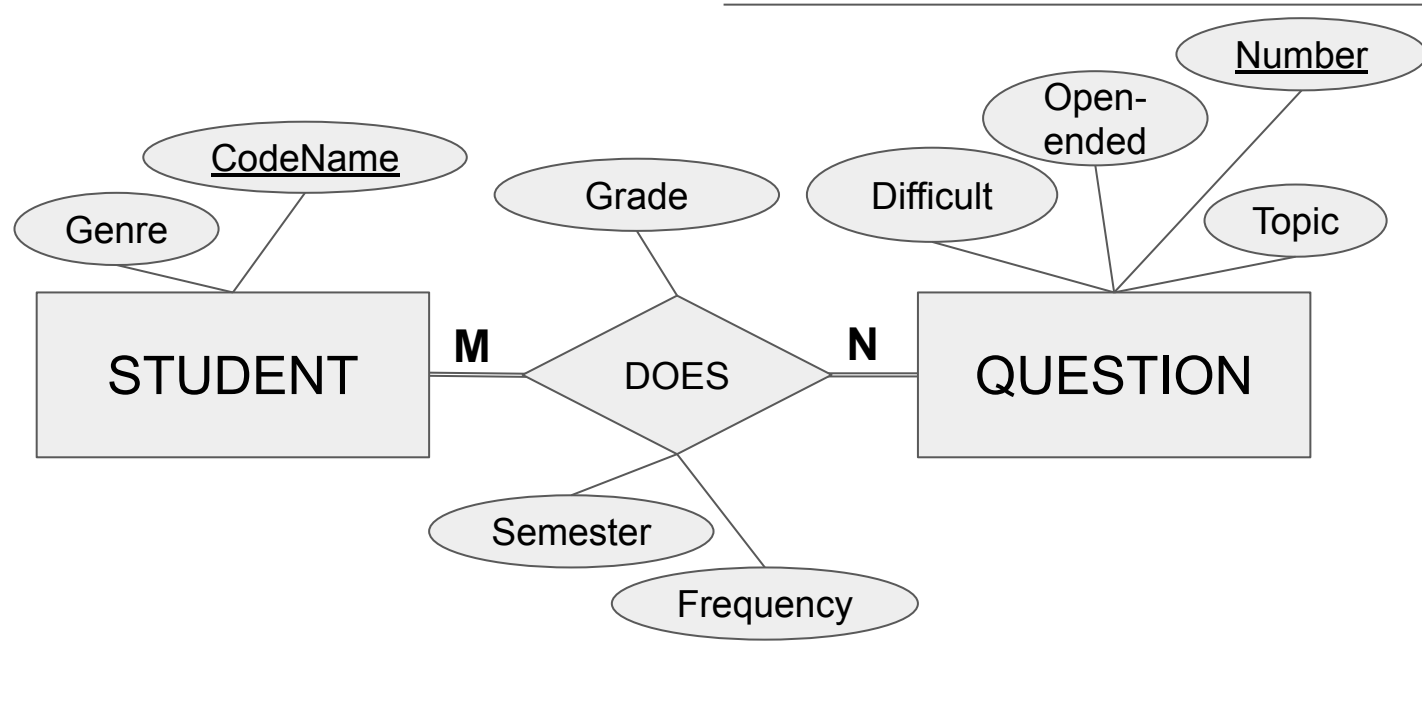 Number
Open-
ended
CodeName
Grade
Difficult
Genre
Topic
M
N
STUDENT
DOES
QUESTION
Semester
Frequency